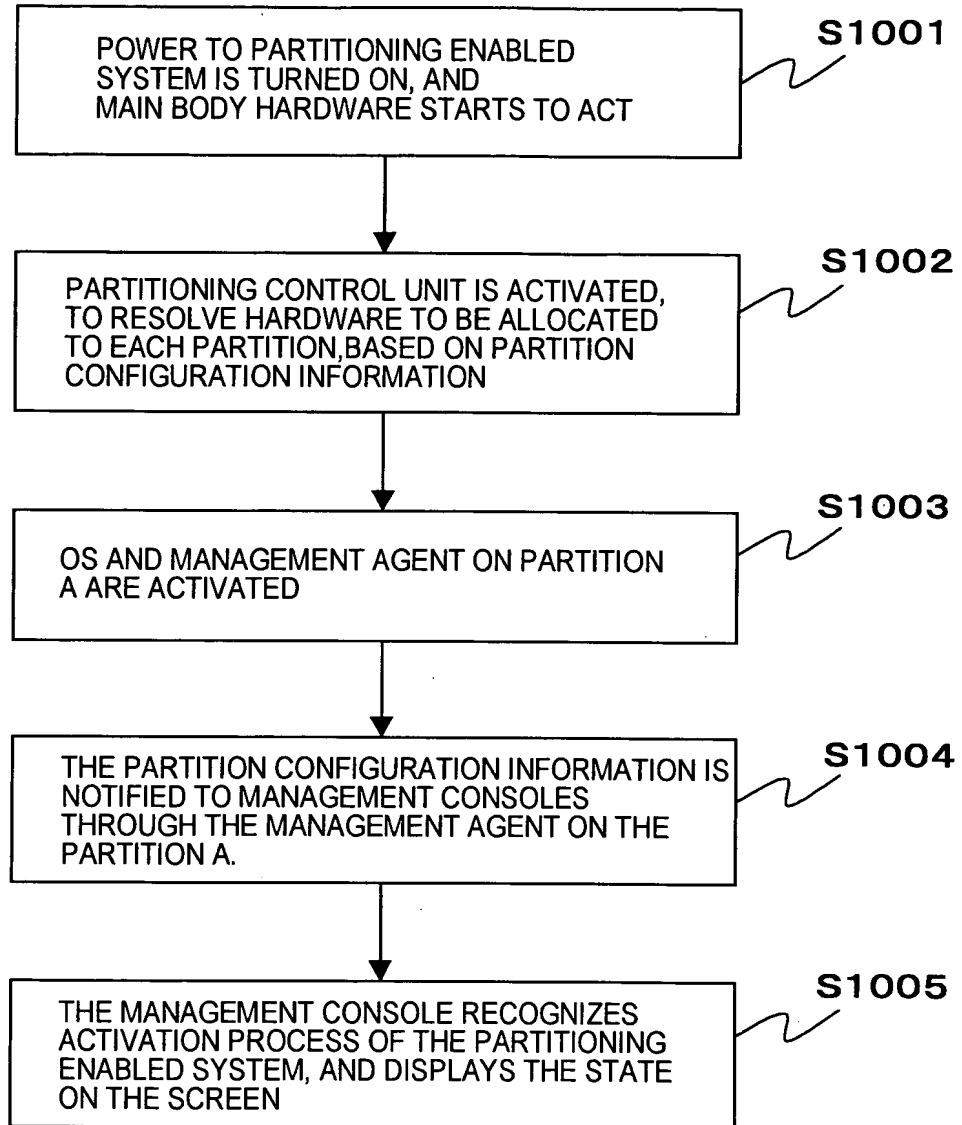 S1001
POWER TO PARTITIONING ENABLED
SYSTEM IS TURNED ON, AND
MAIN BODY HARDWARE STARTS TO ACT
S1002
PARTITIONING CONTROL UNIT IS ACTIVATED,
TO RESOLVE HARDWARE TO BE ALLOCATED
TO EACH PARTITION,BASED ON PARTITION
CONFIGURATION INFORMATION
S1003
OS AND MANAGEMENT AGENT ON PARTITION
A ARE ACTIVATED
S1004
THE PARTITION CONFIGURATION INFORMATION IS
NOTIFIED TO MANAGEMENT CONSOLES
THROUGH THE MANAGEMENT AGENT ON THE
PARTITION A.
S1005
THE MANAGEMENT CONSOLE RECOGNIZES
ACTIVATION PROCESS OF THE PARTITIONING
ENABLED SYSTEM, AND DISPLAYS THE STATE
ON THE SCREEN